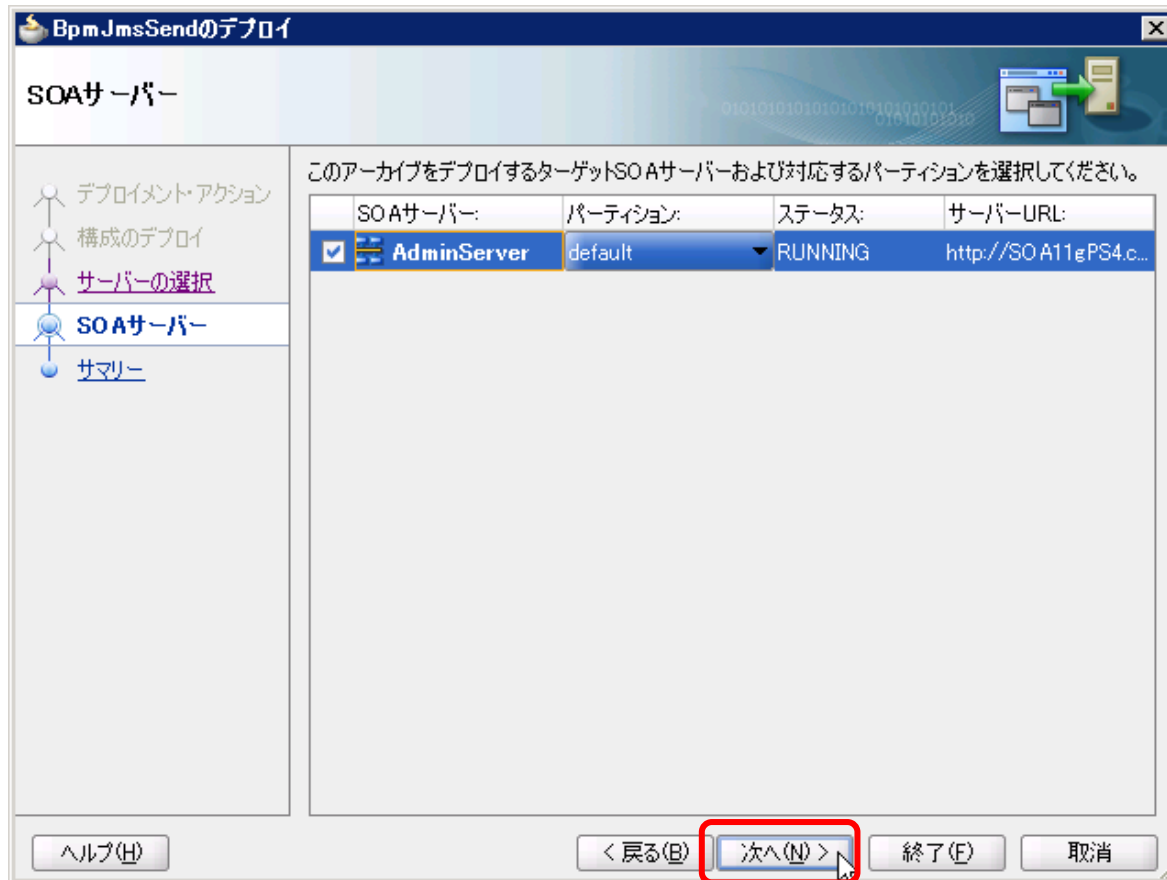 BpmJmsSendのデプロイ
SOAサーバー
このアーカイブをデプロイするターゲットSOAサーバーおよび対応するパーティションを選択してください。
デプロイメント・アクション
構成のデプロイ
サーバーの選択
SOAサーバー
サマリー
SOAサーバー: パーティション: ステータス: サーバーURL:
AdminServer default RUNNING http://SOA11gPS4.c...
ヘルプ(H) < 戻る(B) 次へ(N) > 終了(F) 取消